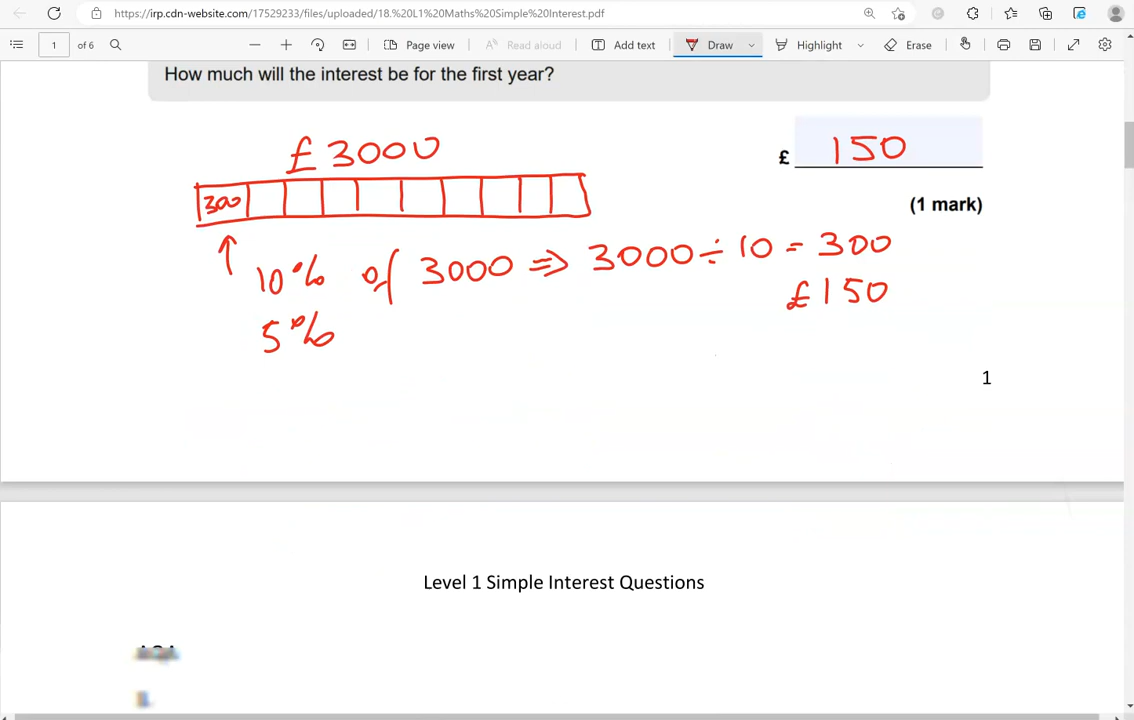 https://irp.cdn-website.com/17529233/files/uploaded/18.%20L1%20Maths%20Simple%20Interest.pdf
1 of 6 Page view Read aloud Add text Draw Highlight Erase
How much will the interest be for the first year?
£3000
£ 150
300
(1 mark)
10% of 3000 ⇒ 3000 ÷ 10 = 300
£150
5%
1
Level 1 Simple Interest Questions